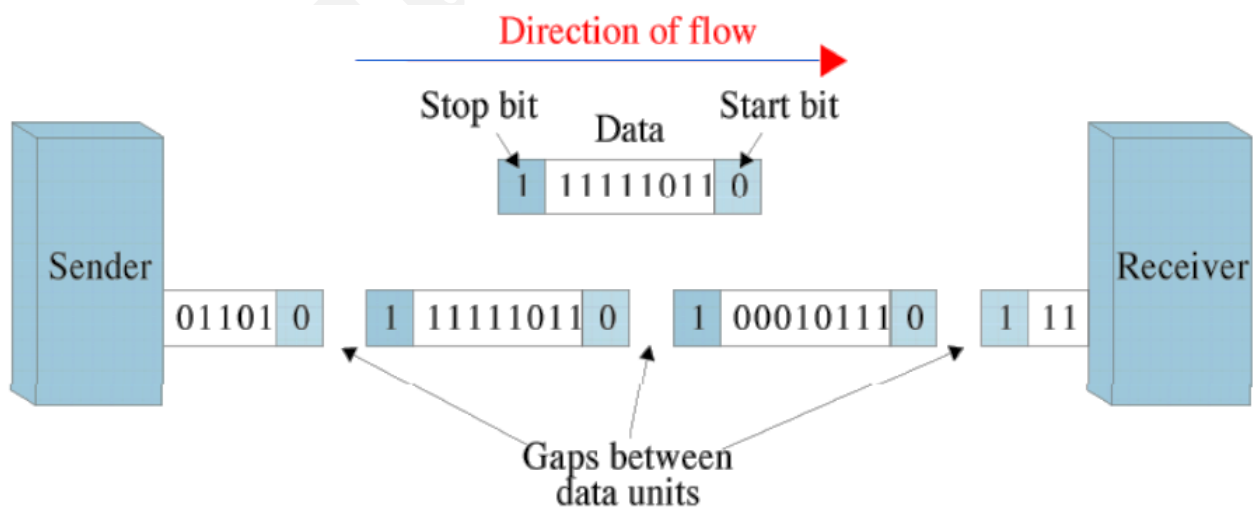 Direction of flow
Stop bit
Data
Start bit
1 11111011 0
Sender
Receiver
01101 0
1 11111011 0
1 00010111 0
1 11
Gaps between
data units